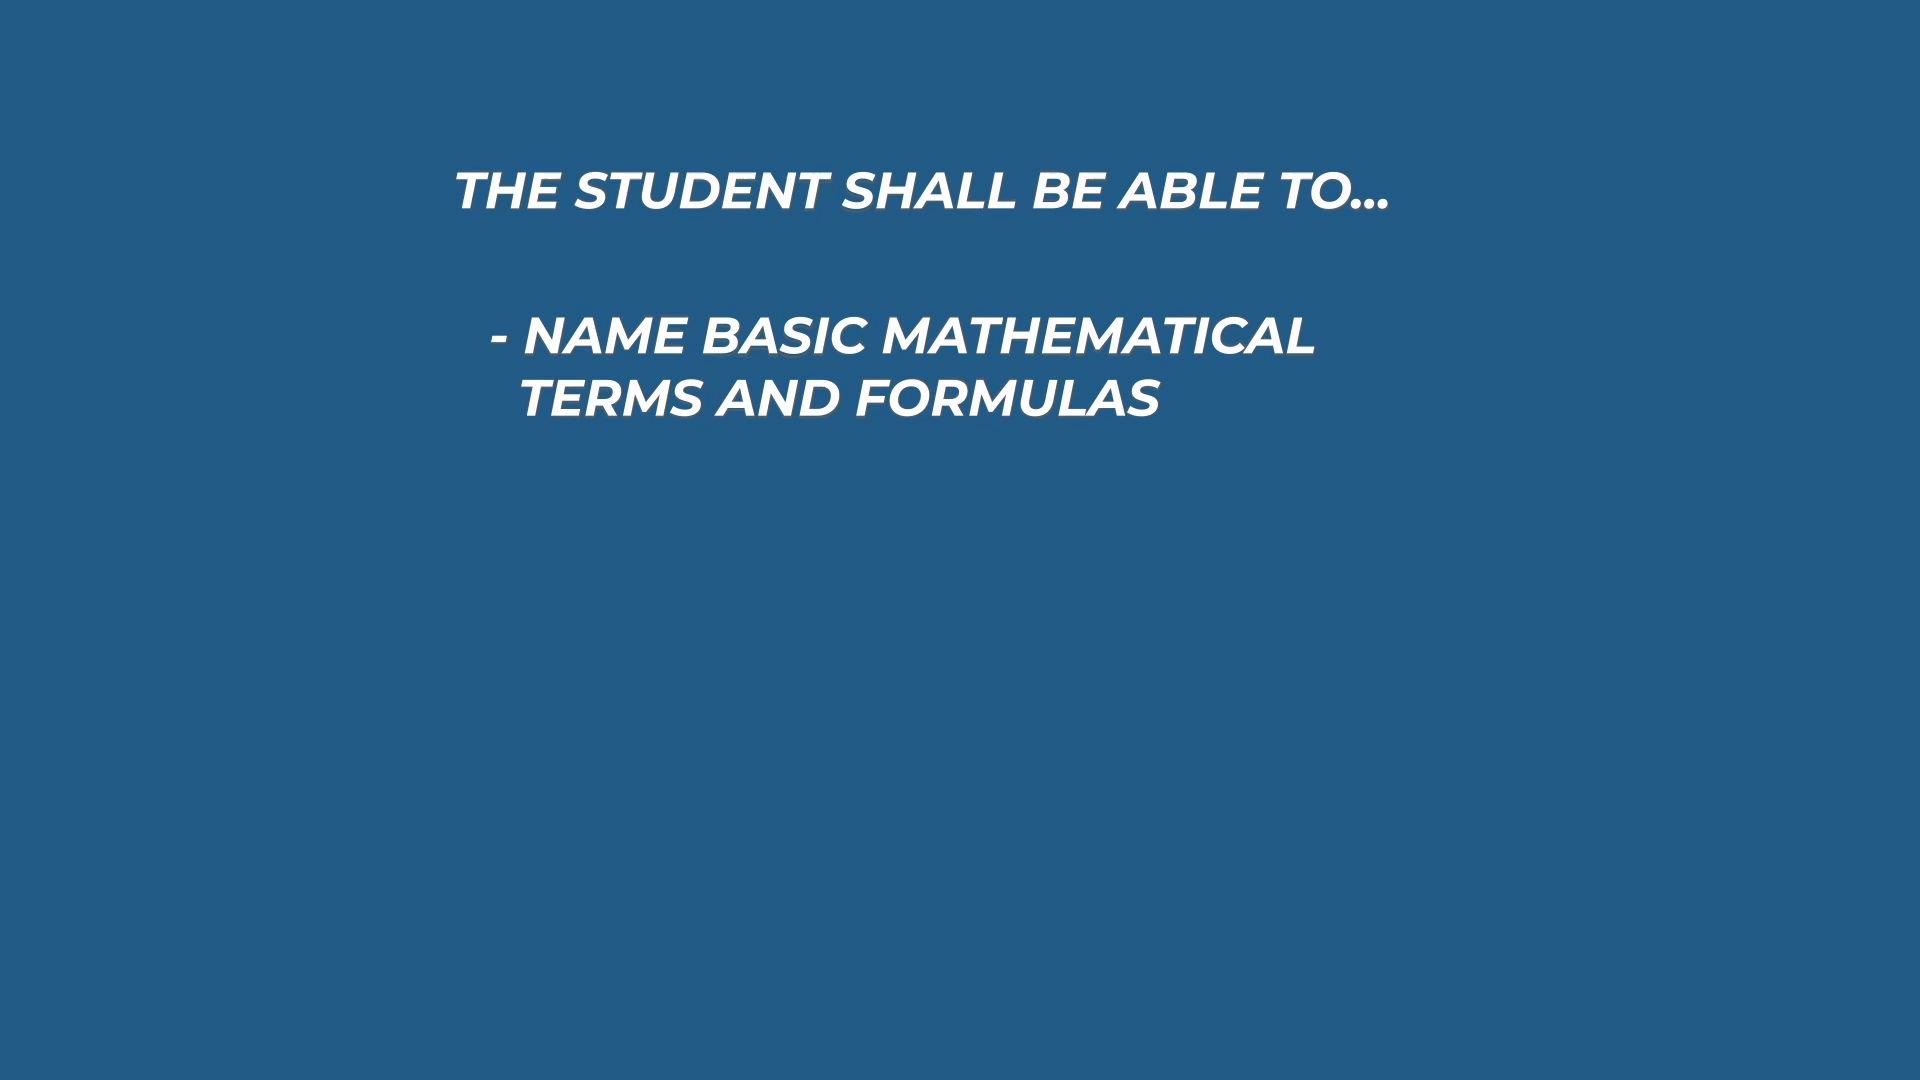 THE STUDENT SHALL BE ABLE TO...
- NAME BASIC MATHEMATICAL
TERMS AND FORMULAS